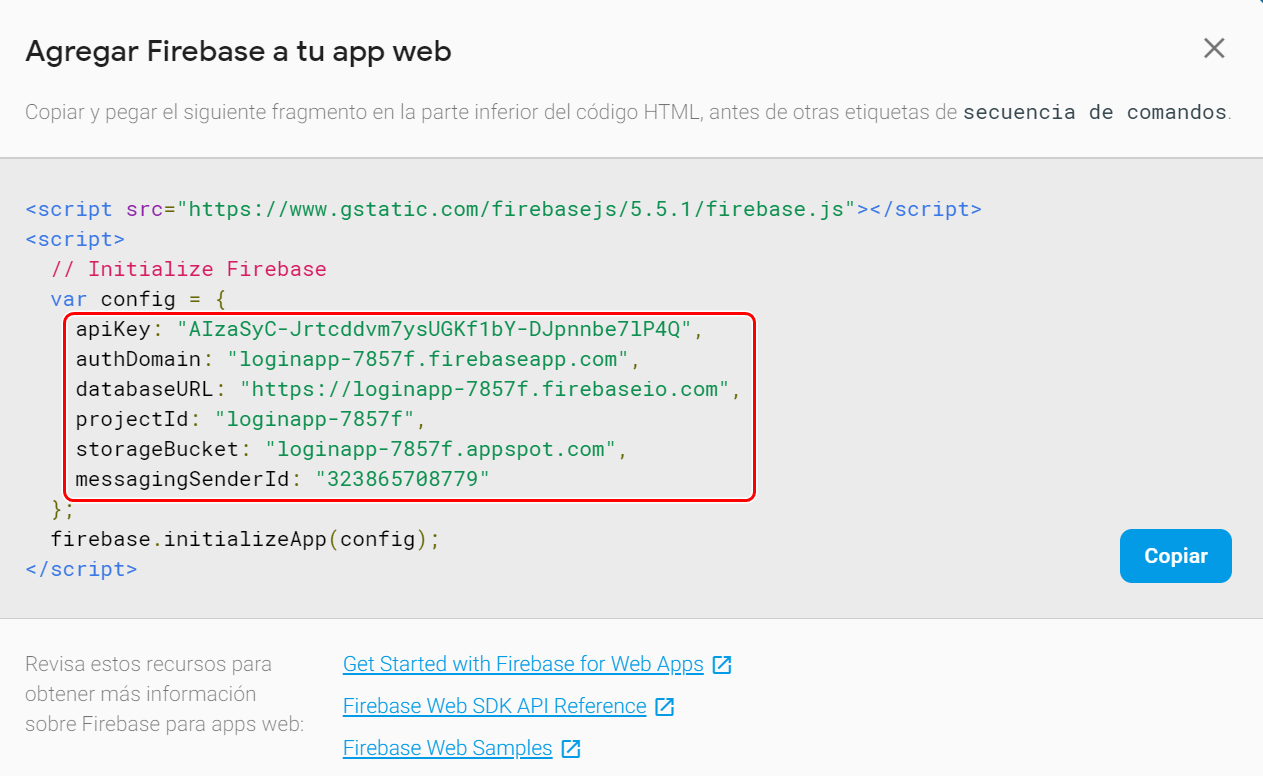 Agregar Firebase a tu app web
Copiar y pegar el siguiente fragmento en la parte inferior del código HTML, antes de otras etiquetas de secuencia de comandos.
<script src="https://www.gstatic.com/firebasejs/5.5.1/firebase.js"></script>
<script>
  // Initialize Firebase
  var config = {
    apiKey: "AIzaSyC-Jrtcddvm7ysUGKf1bY-DJpnnbe7lP4Q",
    authDomain: "loginapp-7857f.firebaseapp.com",
    databaseURL: "https://loginapp-7857f.firebaseio.com",
    projectId: "loginapp-7857f",
    storageBucket: "loginapp-7857f.appspot.com",
    messagingSenderId: "323865708779"
  };
  firebase.initializeApp(config);
</script>
Copiar
Revisa estos recursos para
obtener más información
sobre Firebase para apps web:
Get Started with Firebase for Web Apps
Firebase Web SDK API Reference
Firebase Web Samples